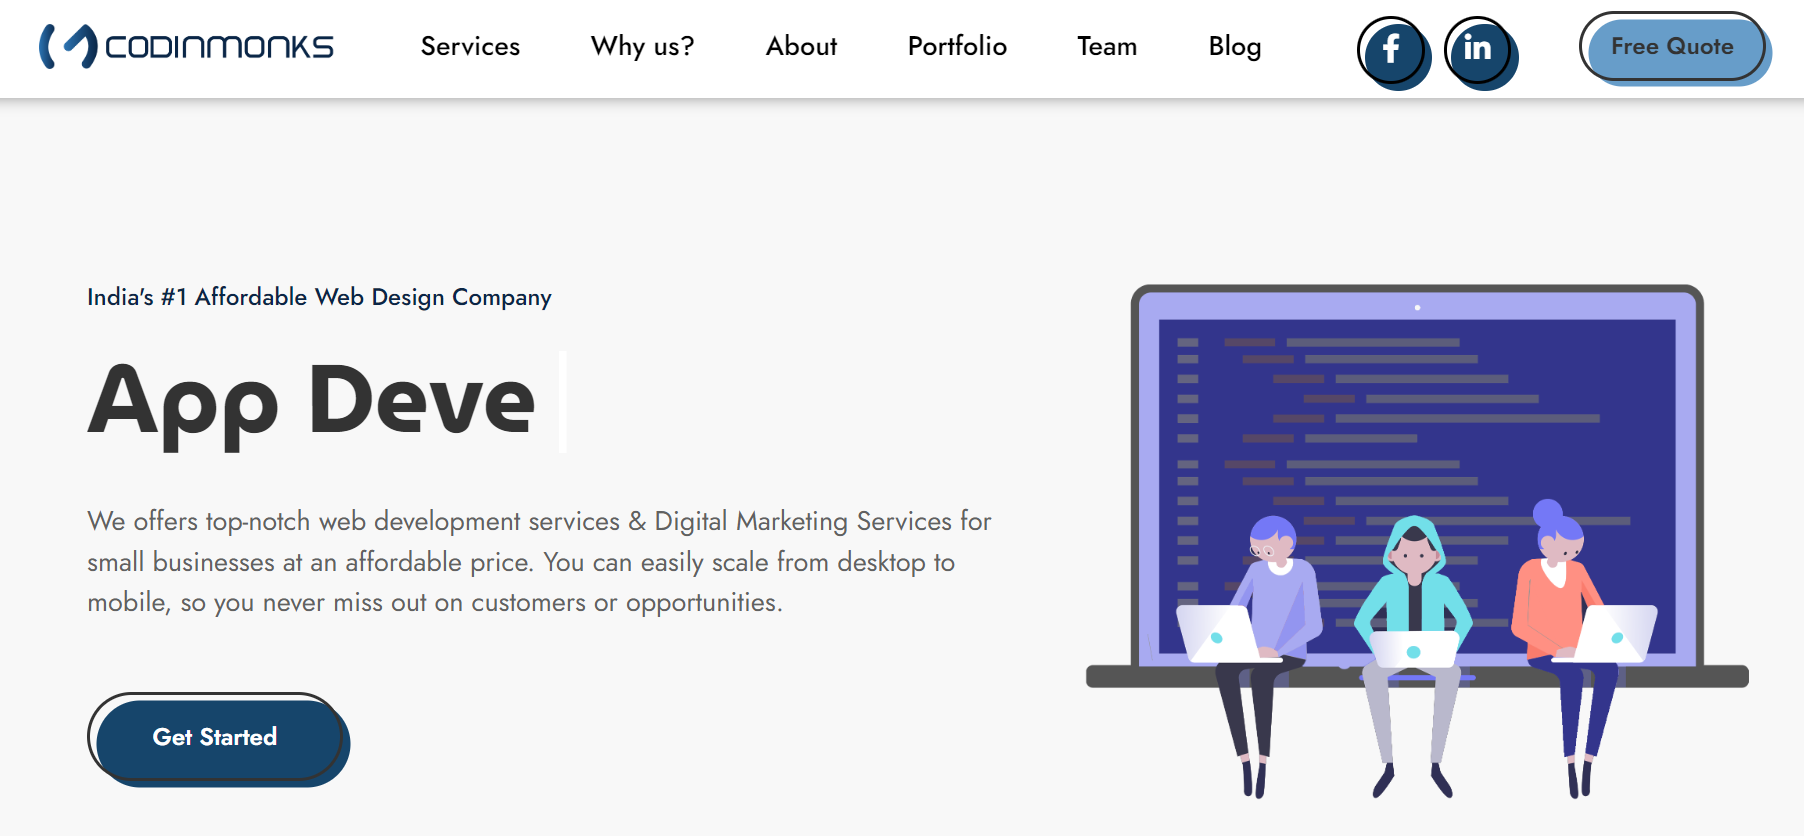 CODINMONKS
Services
Why us?
About
Portfolio
Team
Blog
f
in
Free Quote
India's #1 Affordable Web Design Company
App Deve
We offers top-notch web development services & Digital Marketing Services for
small businesses at an affordable price. You can easily scale from desktop to
mobile, so you never miss out on customers or opportunities.
Get Started